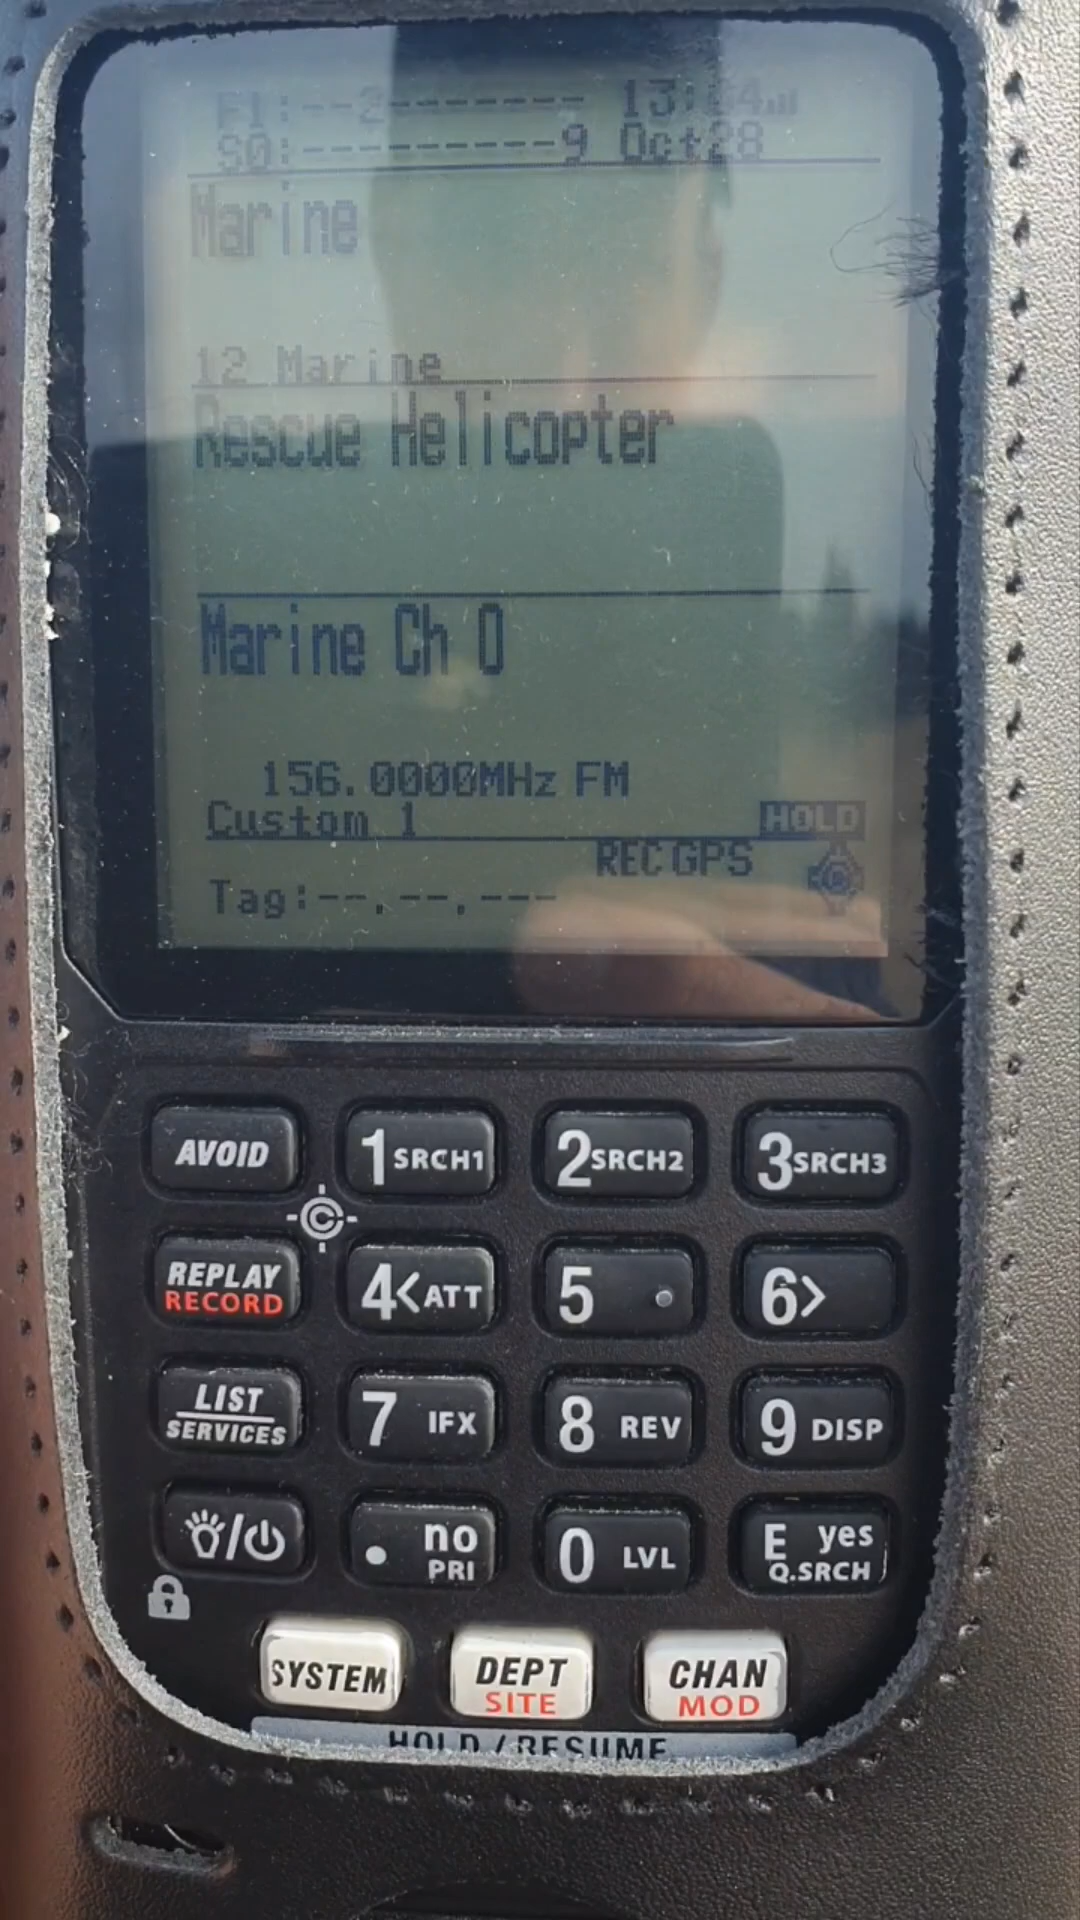 F1:--2------- 13:
S0:---------9 Oct28
Marine
12 Marine
Rescue Helicopter
Marine Ch 0
156.0000MHz FM
Custom 1 HOLD
REC GPS
Tag:--.--.---
AVOID 1 SRCH1 2 SRCH2 3 SRCH3
REPLAY 4< ATT 5 6>
RECORD
LIST 7 IFX 8 REV 9 DISP
SERVICES
. no 0 LVL E yes
PRI Q.SRCH
SYSTEM DEPT CHAN
SITE MOD
HOLD / RESUME